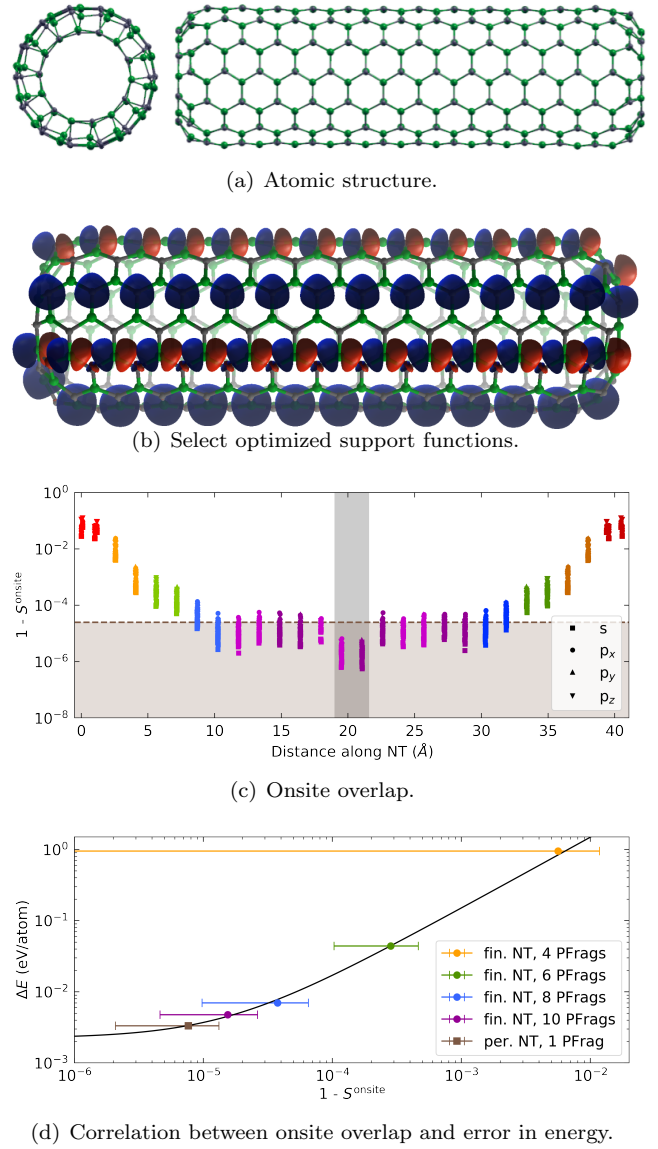 (a) Atomic structure.
(b) Select optimized support functions.
10^0
10^-2
10^-4
10^-6
10^-8
1 - S^onsite
s
p_x
p_y
p_z
0 5 10 15 20 25 30 35 40
Distance along NT (Å)
(c) Onsite overlap.
10^0
10^-1
10^-2
10^-3
ΔE (eV/atom)
fin. NT, 4 PFrags
fin. NT, 6 PFrags
fin. NT, 8 PFrags
fin. NT, 10 PFrags
per. NT, 1 PFrag
10^-6 10^-5 10^-4 10^-3 10^-2
1 - S^onsite
(d) Correlation between onsite overlap and error in energy.